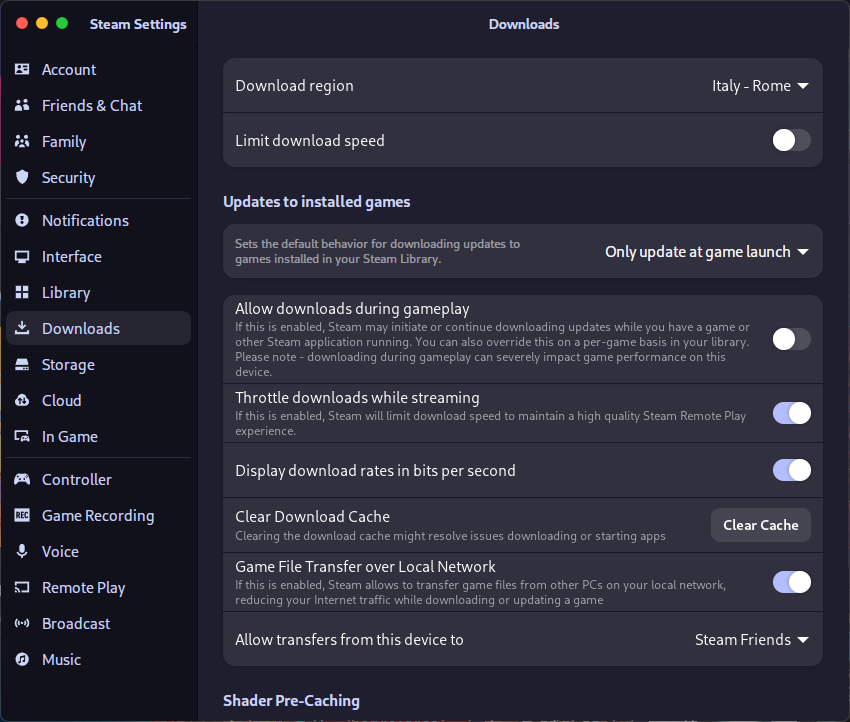 Steam Settings
Downloads
Account
Friends & Chat
Family
Security
Notifications
Interface
Library
Downloads
Storage
Cloud
In Game
Controller
REC
Game Recording
Voice
Remote Play
Broadcast
Music
Download region
Italy - Rome
Limit download speed
Updates to installed games
Sets the default behavior for downloading updates to
games installed in your Steam Library.
Only update at game launch
Allow downloads during gameplay
If this is enabled, Steam may initiate or continue downloading updates while you have a game or
other Steam application running. You can also override this on a per-game basis in your library.
Please note - downloading during gameplay can severely impact game performance on this
device.
Throttle downloads while streaming
If this is enabled, Steam will limit download speed to maintain a high quality Steam Remote Play
experience.
Display download rates in bits per second
Clear Download Cache
Clearing the download cache might resolve issues downloading or starting apps
Clear Cache
Game File Transfer over Local Network
If this is enabled, Steam allows to transfer game files from other PCs on your local network,
reducing your Internet traffic while downloading or updating a game
Allow transfers from this device to
Steam Friends
Shader Pre-Caching